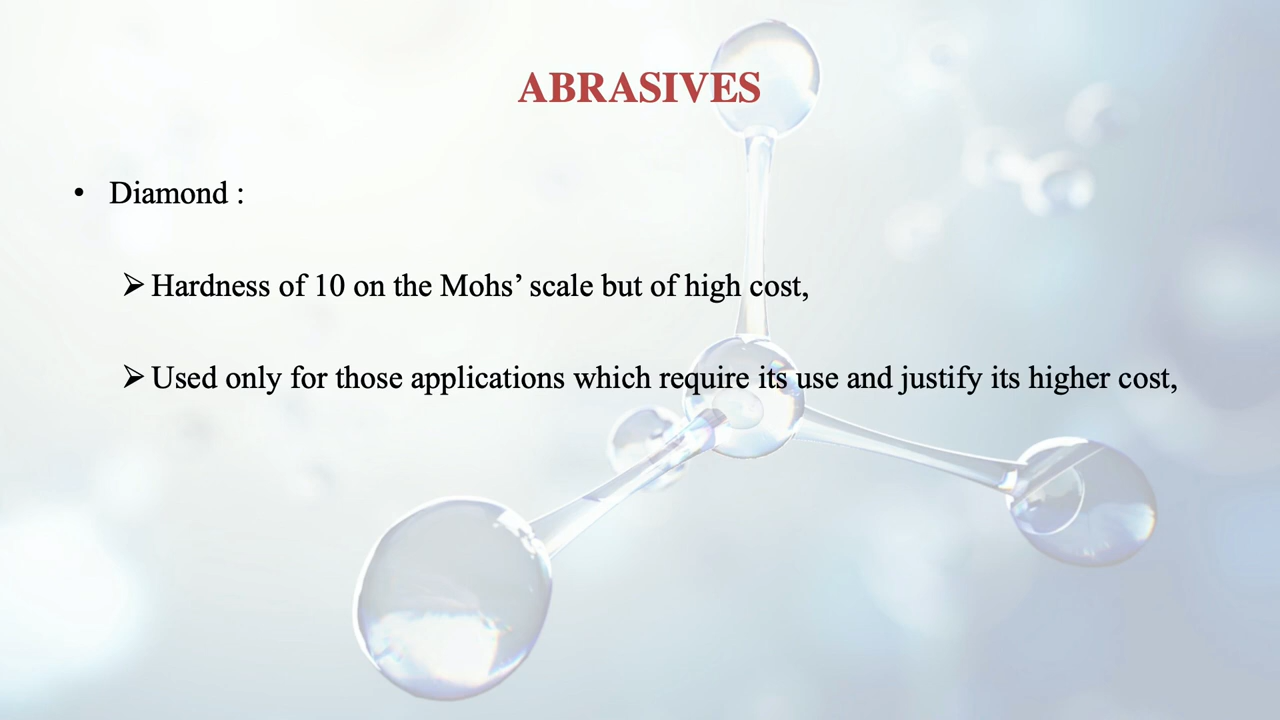 ABRASIVES
• Diamond :
➢ Hardness of 10 on the Mohs’ scale but of high cost,
➢ Used only for those applications which require its use and justify its higher cost,